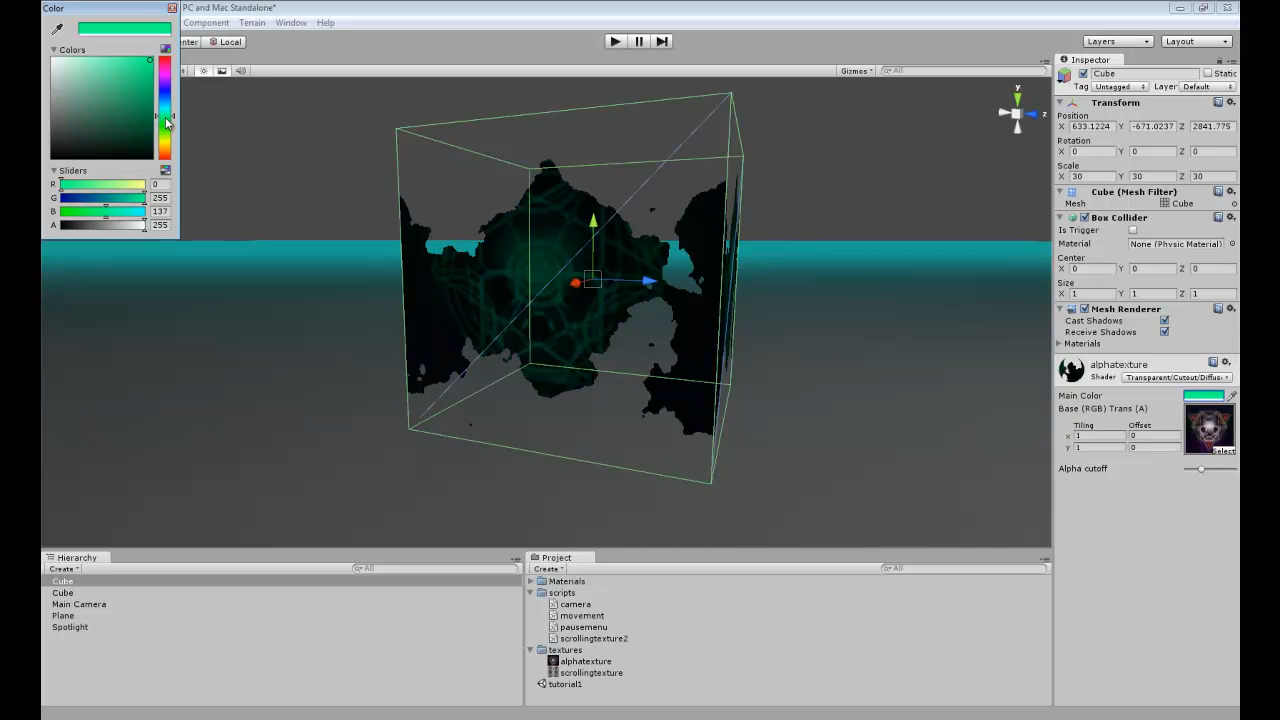 Color
PC and Mac Standalone*
Component Terrain Window Help
enter Local
Layers
Layout
Gizmos
All
Colors
Sliders
R 0
G 255
B 137
A 255
y
z
Inspector
Cube Static
Tag Untagged Layer Default
Transform
Position
X 633.1224 Y -671.0237 Z 2841.775
Rotation
X 0 Y 0 Z 0
Scale
X 30 Y 30 Z 30
Cube (Mesh Filter)
Mesh Cube
Box Collider
Is Trigger
Material None (Physic Material)
Center
X 0 Y 0 Z 0
Size
X 1 Y 1 Z 1
Mesh Renderer
Cast Shadows
Receive Shadows
Materials
alphatexture
Shader Transparent/Cutout/Diffus
Main Color
Base (RGB) Trans (A)
Tiling Offset
x 1 0
y 1 0
Select
Alpha cutoff
Hierarchy
Create All
Cube
Cube
Main Camera
Plane
Spotlight
Project
Create All
Materials
scripts
camera
movement
pausemenu
scrollingtexture2
textures
alphatexture
scrollingtexture
tutorial1